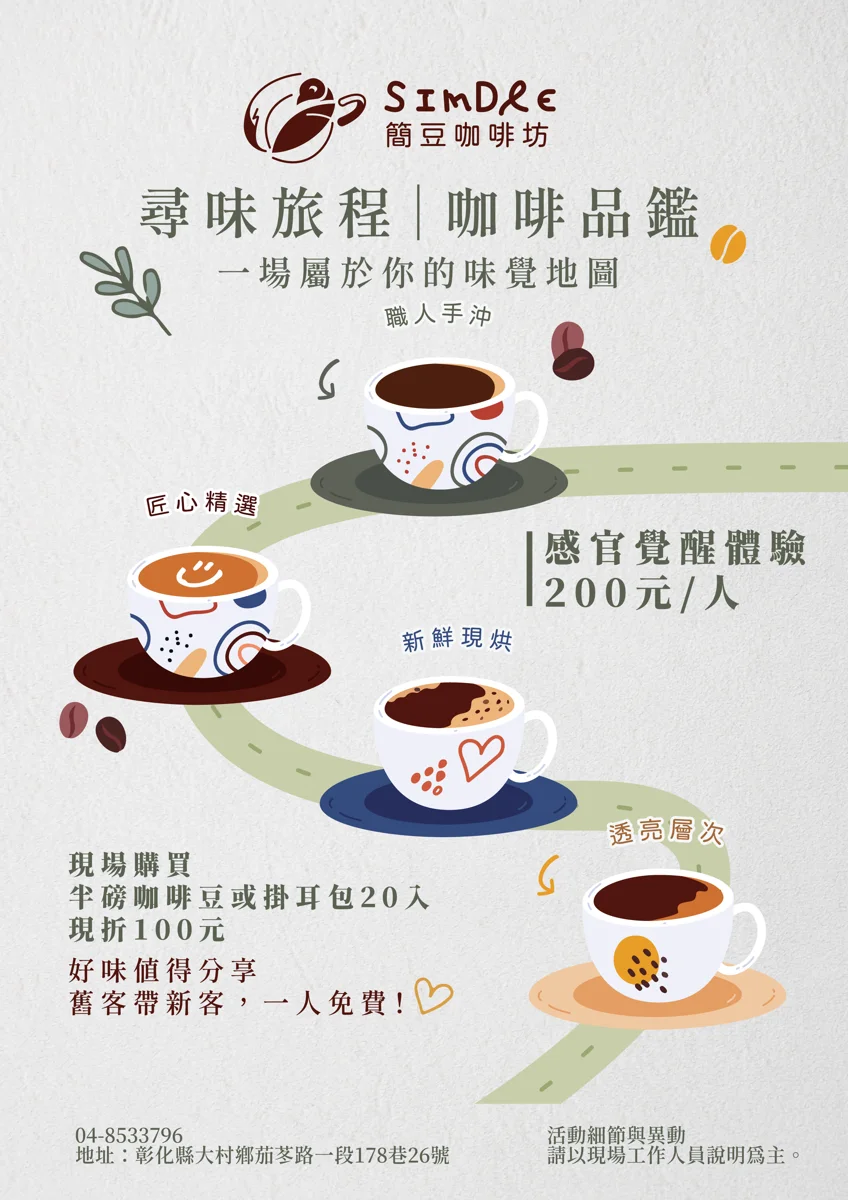 SIMDRE
簡豆咖啡坊
尋味旅程|咖啡品鑑
一場屬於你的味覺地圖
職人手沖
匠心精選
感官覺醒體驗
200元/人
新鮮現烘
透亮層次
現場購買
半磅咖啡豆或掛耳包20入
現折100元
好味值得分享
舊客帶新客，一人免費!
04-8533796
地址：彰化縣大村鄉茄苳路一段178巷26號
活動細節與異動
請以現場工作人員說明為主。